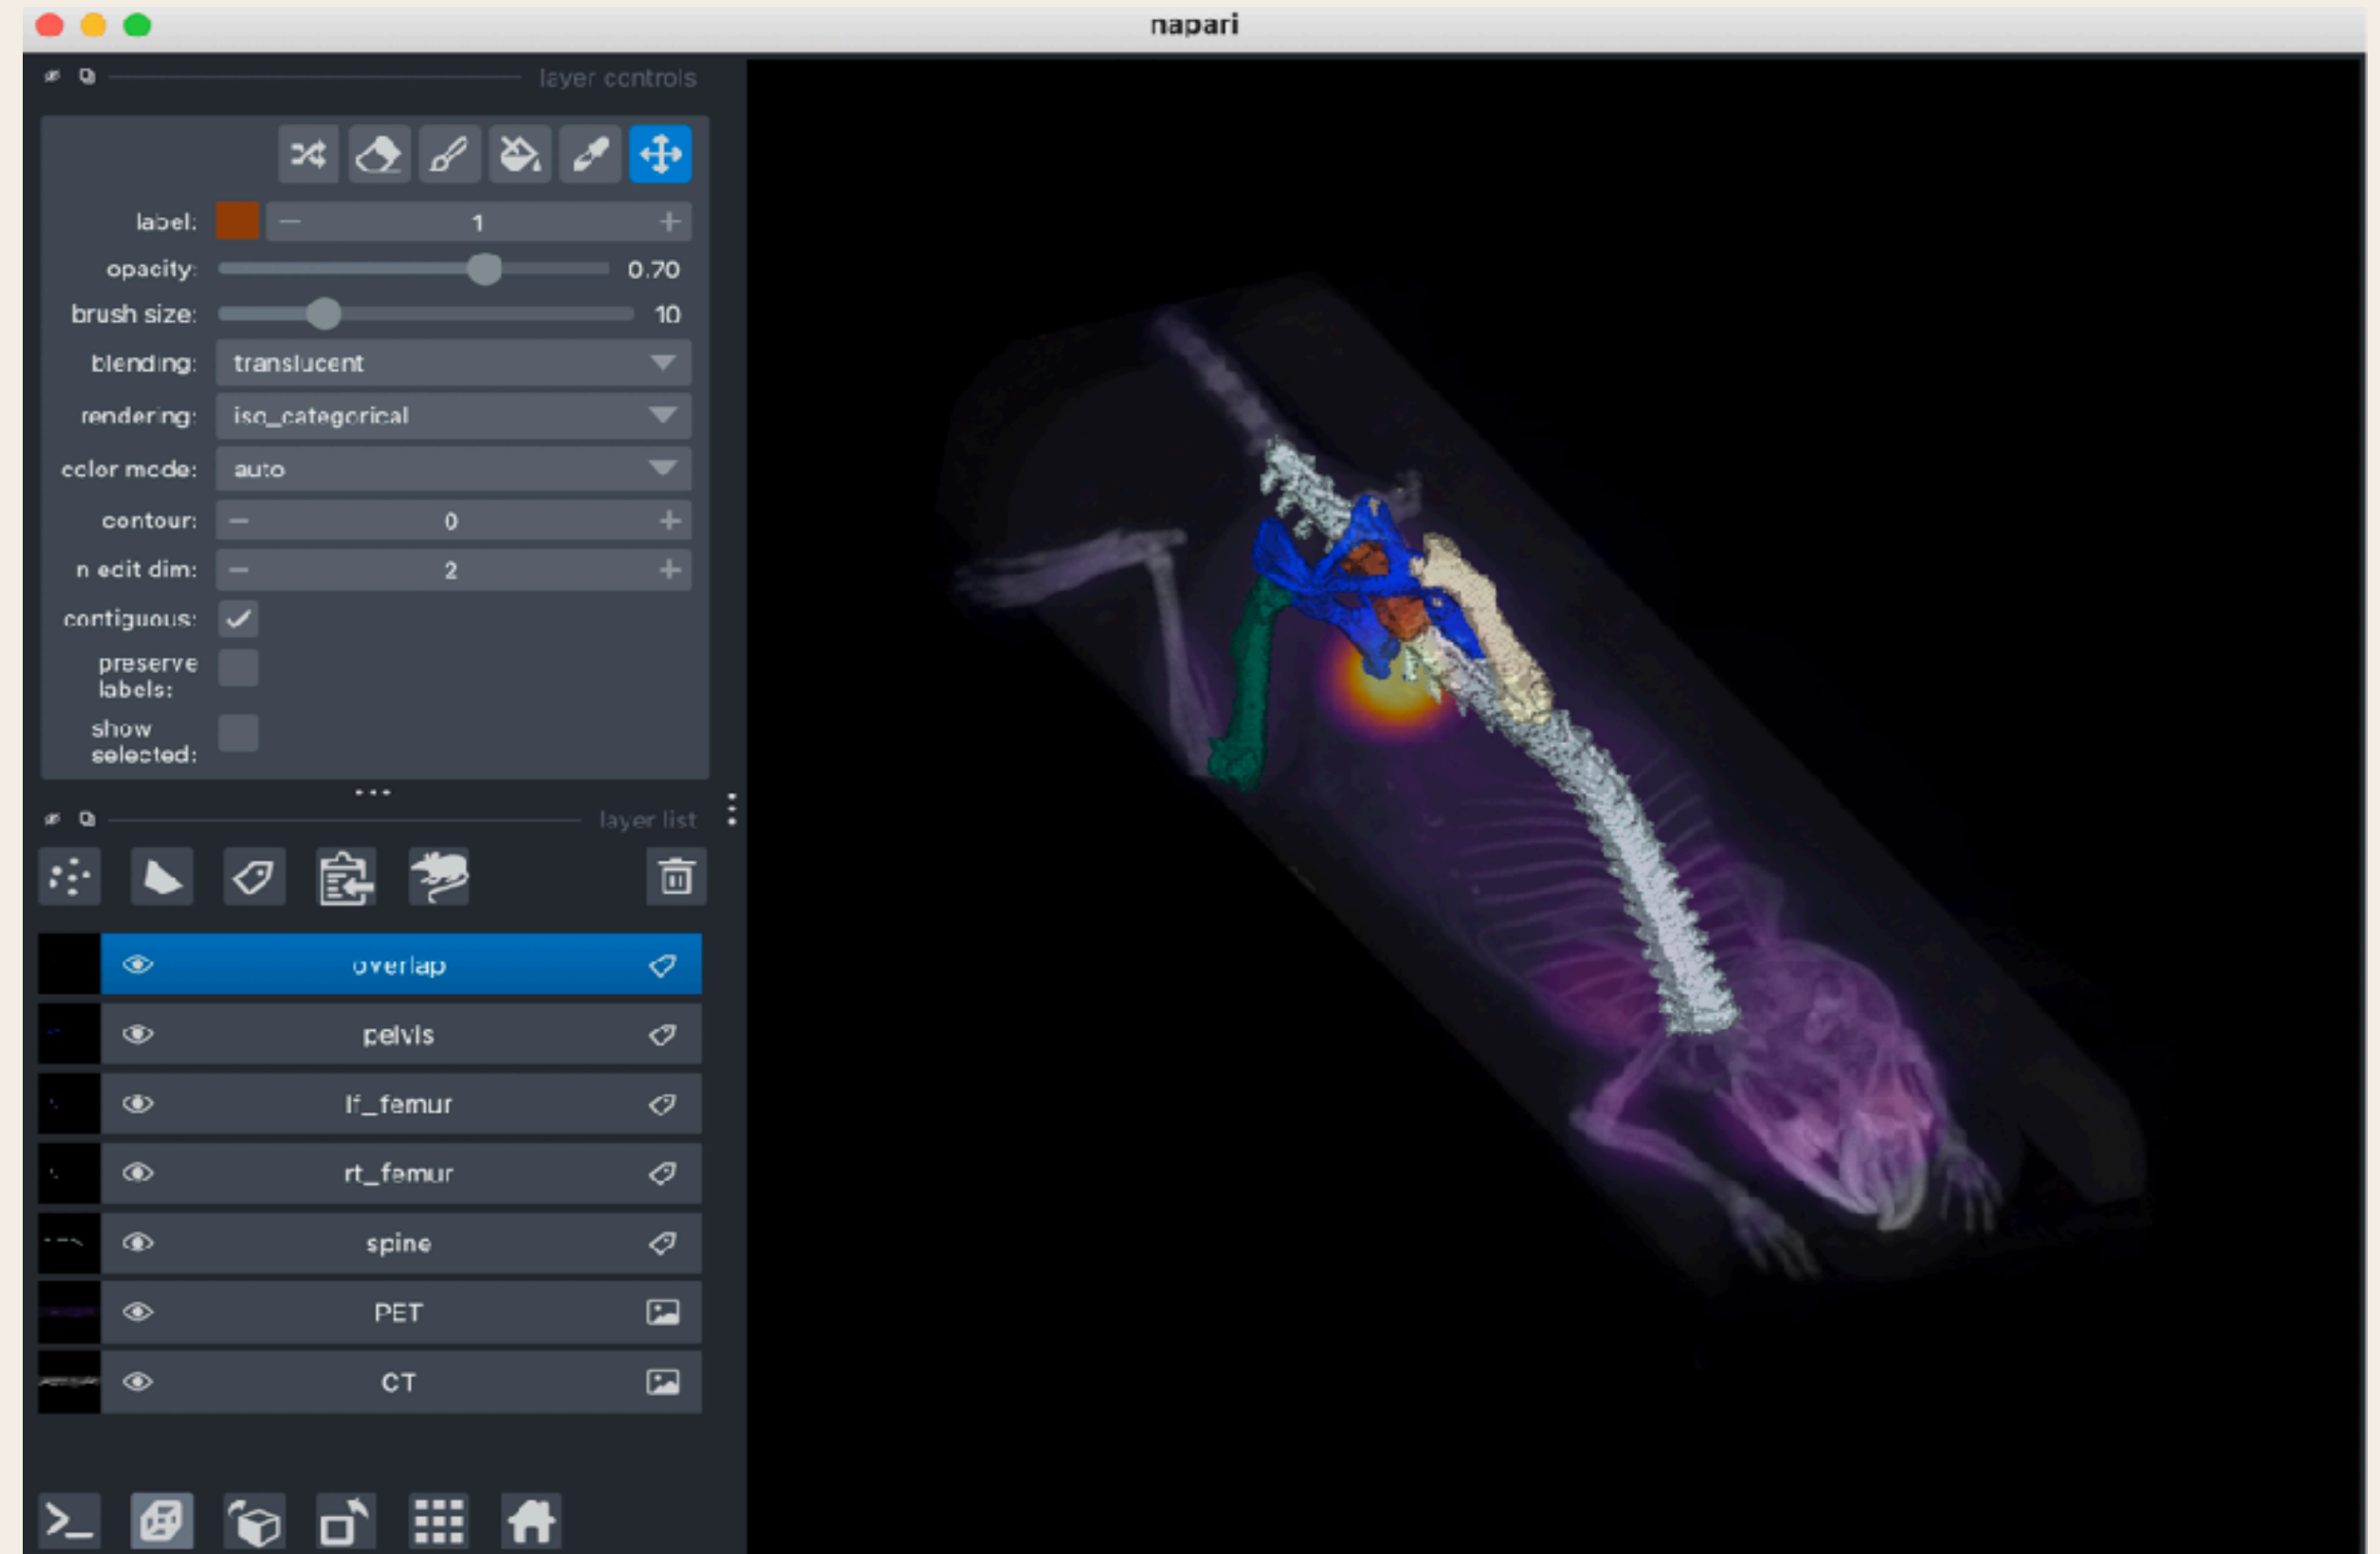 napari
layer controls
label: 1
opacity: 0.70
brush size: 10
blending: translucent
rendering: iso_categorical
color mode: auto
contour: 0
n edit dim: 2
contiguous:
preserve
labels:
show
selected:
layer list
overlap
pelvis
lf_femur
rt_femur
spine
PET
CT